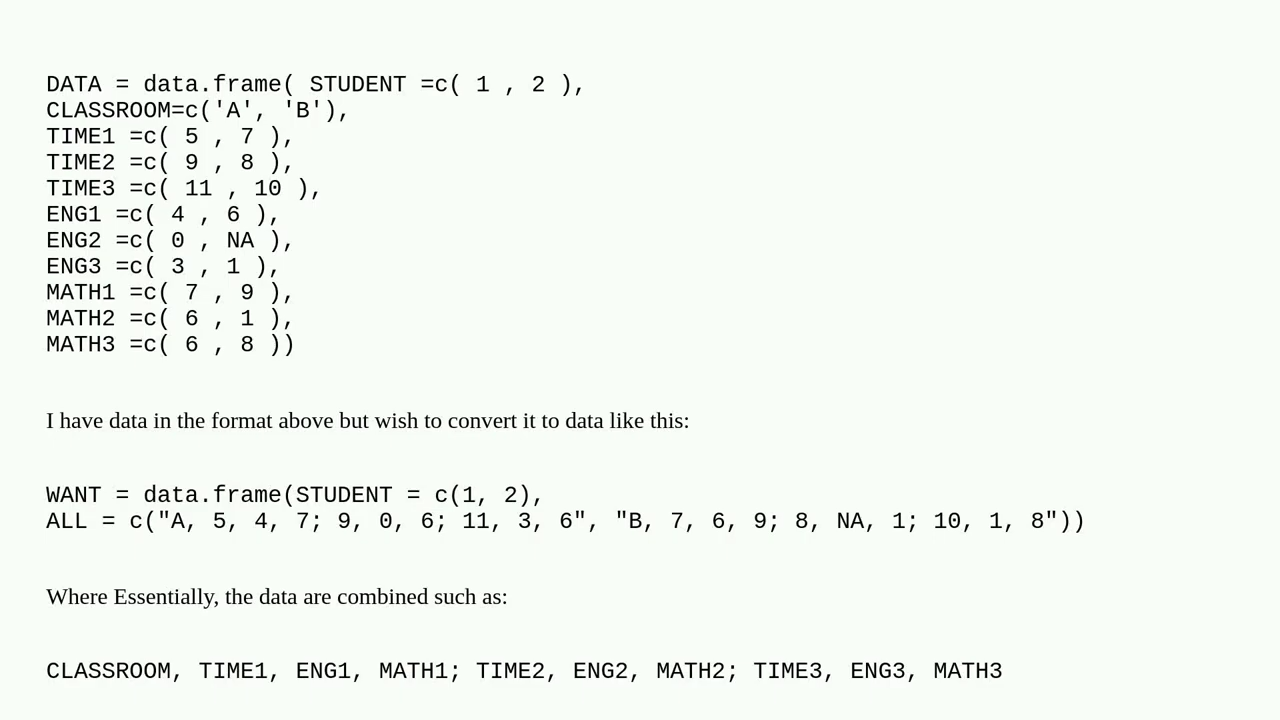 DATA = data.frame( STUDENT =c( 1 , 2 ),
CLASSROOM=c('A', 'B'),
TIME1 =c( 5 , 7 ),
TIME2 =c( 9 , 8 ),
TIME3 =c( 11 , 10 ),
ENG1 =c( 4 , 6 ),
ENG2 =c( 0 , NA ),
ENG3 =c( 3 , 1 ),
MATH1 =c( 7 , 9 ),
MATH2 =c( 6 , 1 ),
MATH3 =c( 6 , 8 ))
I have data in the format above but wish to convert it to data like this:
WANT = data.frame(STUDENT = c(1, 2),
ALL = c("A, 5, 4, 7; 9, 0, 6; 11, 3, 6", "B, 7, 6, 9; 8, NA, 1; 10, 1, 8"))
Where Essentially, the data are combined such as:
CLASSROOM, TIME1, ENG1, MATH1; TIME2, ENG2, MATH2; TIME3, ENG3, MATH3